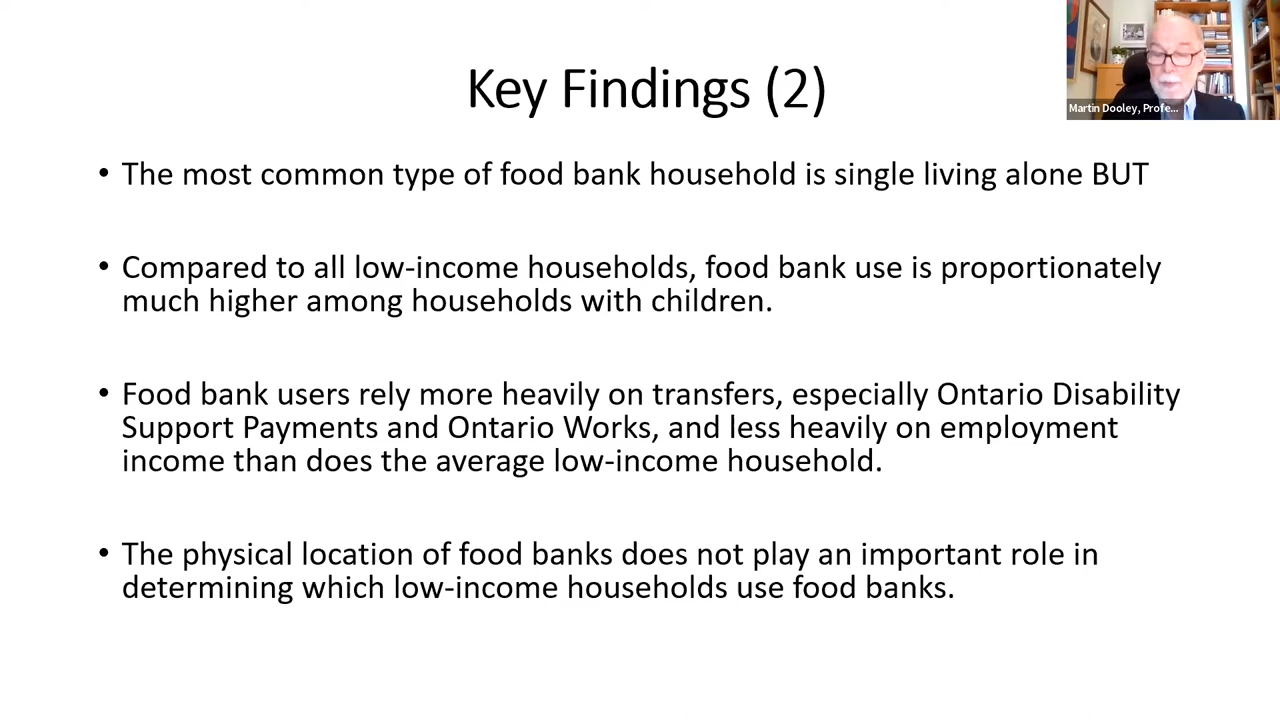 Key Findings (2)
Martin Dooley, Profe...
• The most common type of food bank household is single living alone BUT
• Compared to all low-income households, food bank use is proportionately
much higher among households with children.
• Food bank users rely more heavily on transfers, especially Ontario Disability
Support Payments and Ontario Works, and less heavily on employment
income than does the average low-income household.
• The physical location of food banks does not play an important role in
determining which low-income households use food banks.